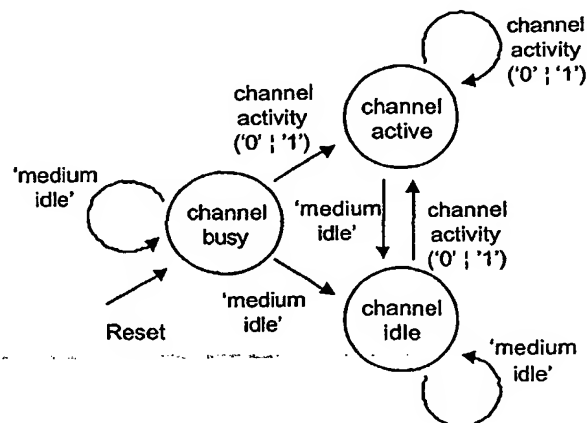 channel
activity
('0' ¦ '1')
channel
active
channel
activity
('0' ¦ '1')
'medium
idle'
channel
busy
'medium
idle'
channel
activity
('0' ¦ '1')
'medium
idle'
Reset
channel
idle
'medium
idle'